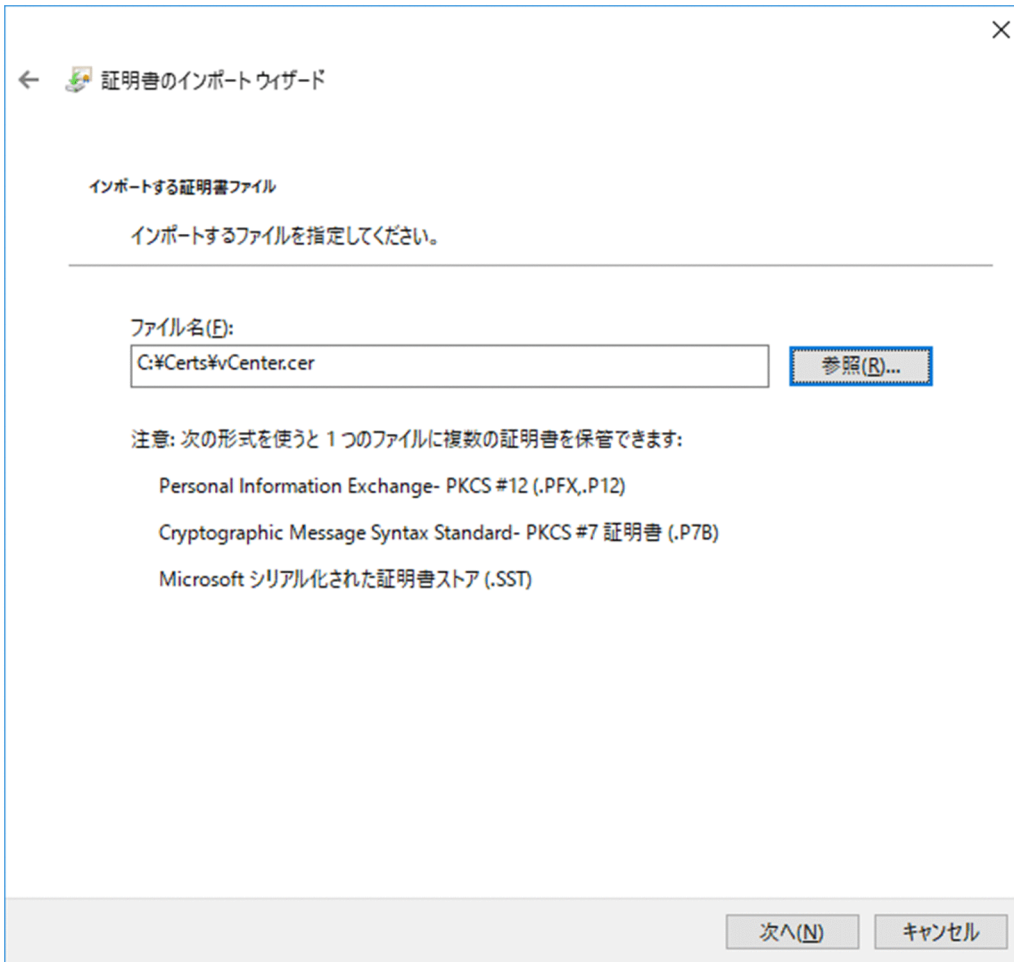 証明書のインポート ウィザード
インポートする証明書ファイル
インポートするファイルを指定してください。
ファイル名(F):
C:¥Certs¥vCenter.cer
参照(R)...
注意: 次の形式を使うと 1 つのファイルに複数の証明書を保管できます:
Personal Information Exchange- PKCS #12 (.PFX,.P12)
Cryptographic Message Syntax Standard- PKCS #7 証明書 (.P7B)
Microsoft シリアル化された証明書ストア (.SST)
次へ(N)
キャンセル